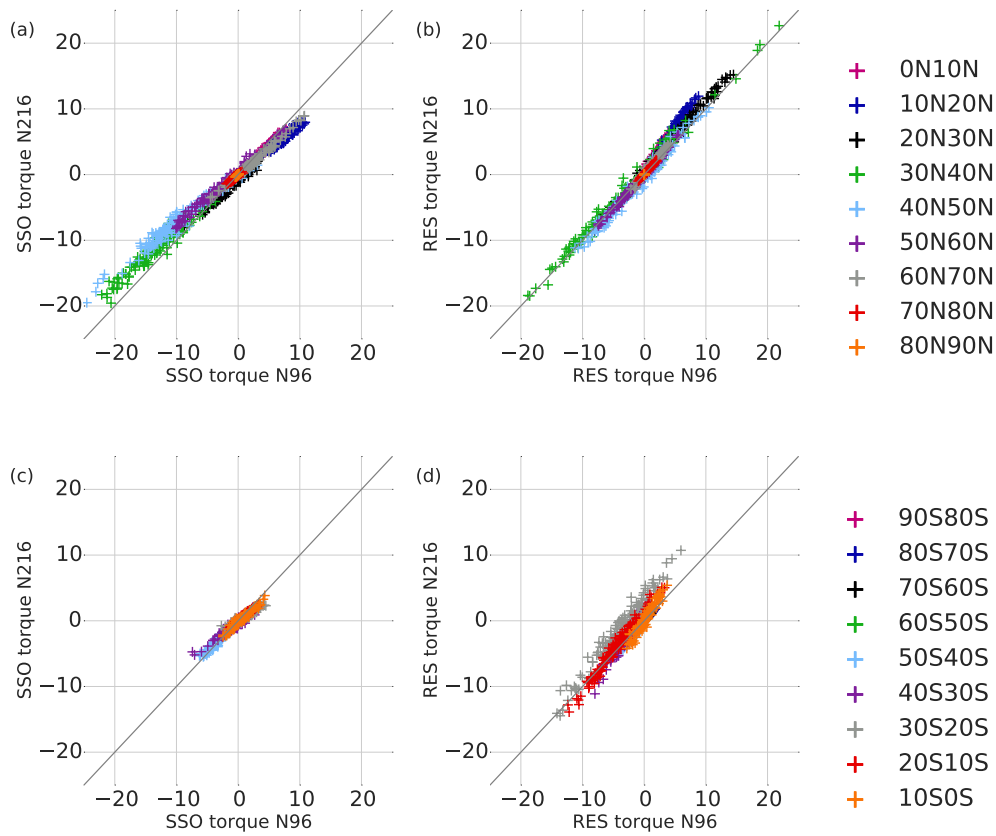 (a)
20
10
0
−10
−20
SSO torque N216
−20 −10 0 10 20
SSO torque N96
(b)
20
10
0
−10
−20
RES torque N216
−20 −10 0 10 20
RES torque N96
0N10N
10N20N
20N30N
30N40N
40N50N
50N60N
60N70N
70N80N
80N90N
(c)
20
10
0
−10
−20
SSO torque N216
−20 −10 0 10 20
SSO torque N96
(d)
20
10
0
−10
−20
RES torque N216
−20 −10 0 10 20
RES torque N96
90S80S
80S70S
70S60S
60S50S
50S40S
40S30S
30S20S
20S10S
10S0S